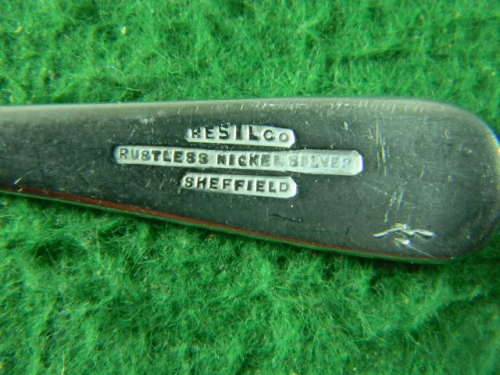 RESILCO
RUSTLESS NICKEL SILVER
SHEFFIELD